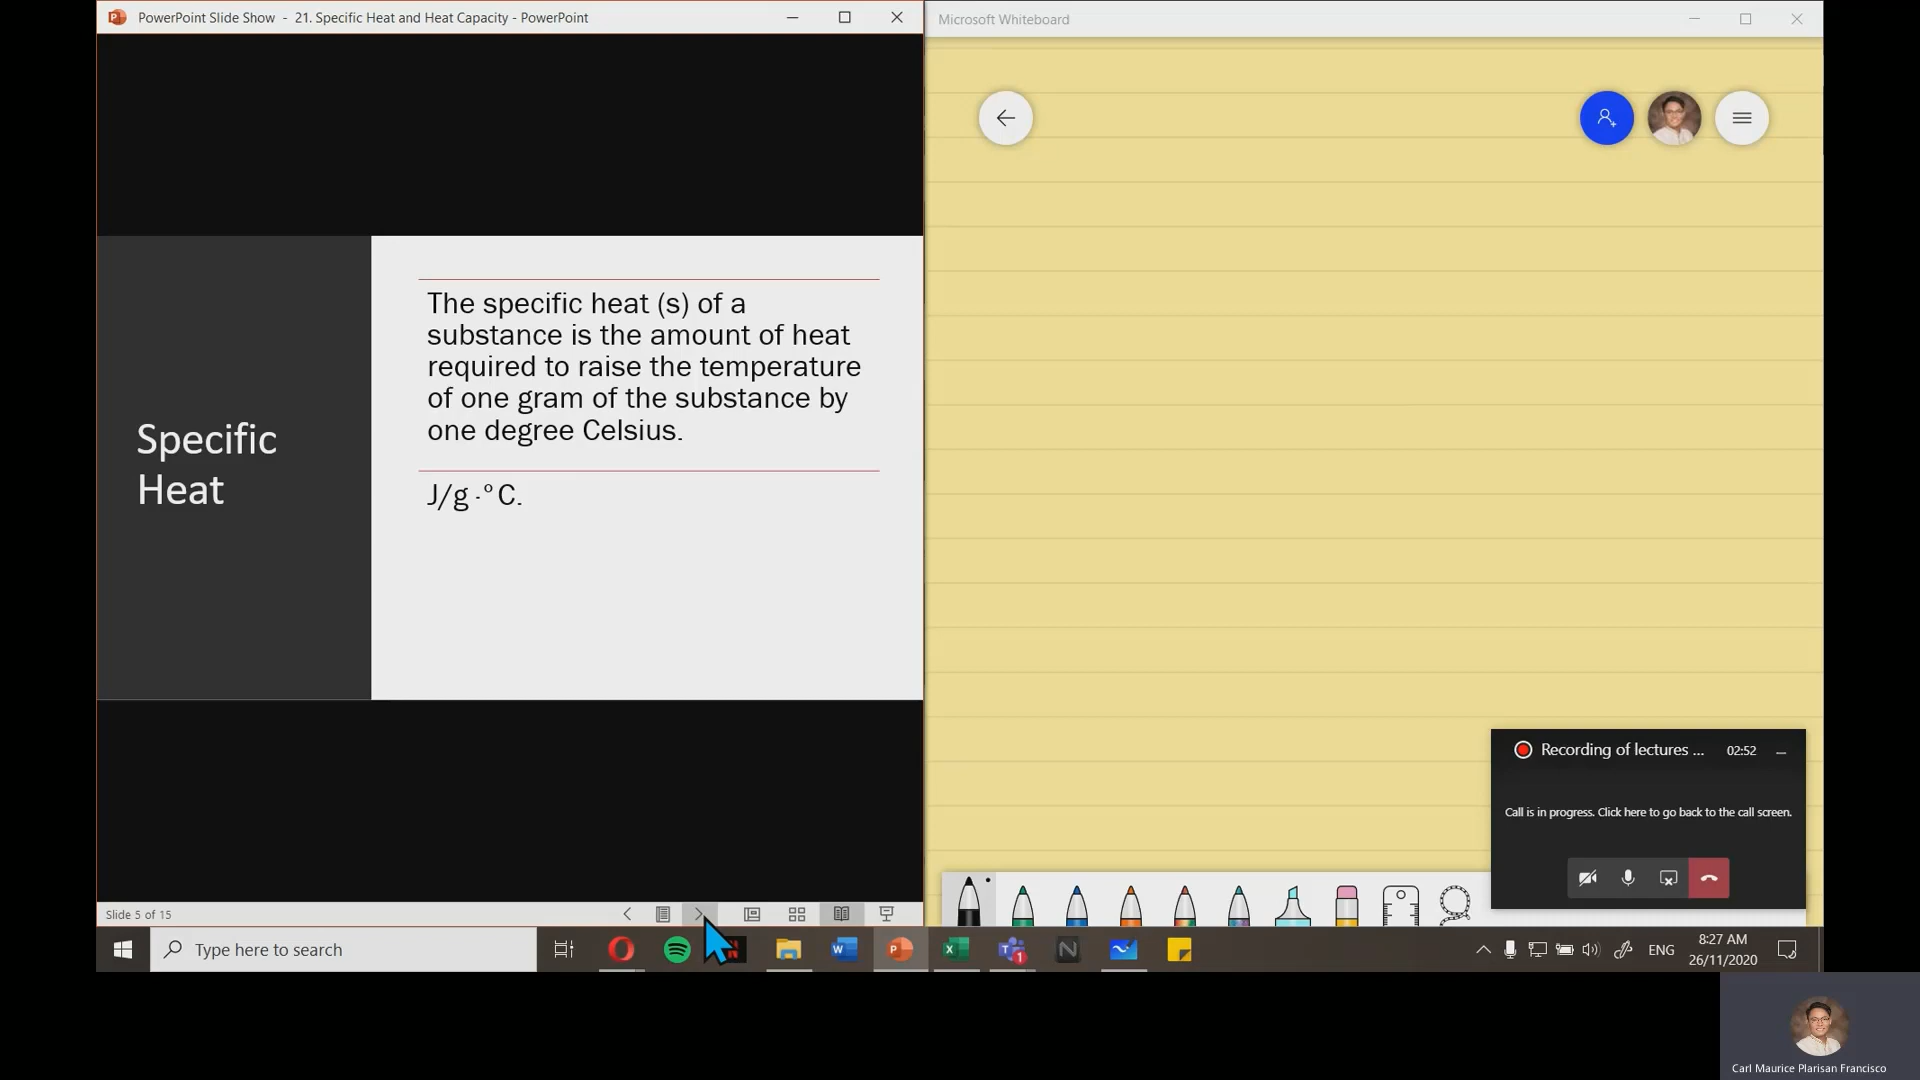 PowerPoint Slide Show - 21. Specific Heat and Heat Capacity - PowerPoint
Microsoft Whiteboard
Specific
Heat
The specific heat (s) of a
substance is the amount of heat
required to raise the temperature
of one gram of the substance by
one degree Celsius.
J/g ·° C.
Recording of lectures ... 02:52
Call is in progress. Click here to go back to the call screen.
Slide 5 of 15
Type here to search
ENG
8:27 AM
26/11/2020
Carl Maurice Plarisan Francisco